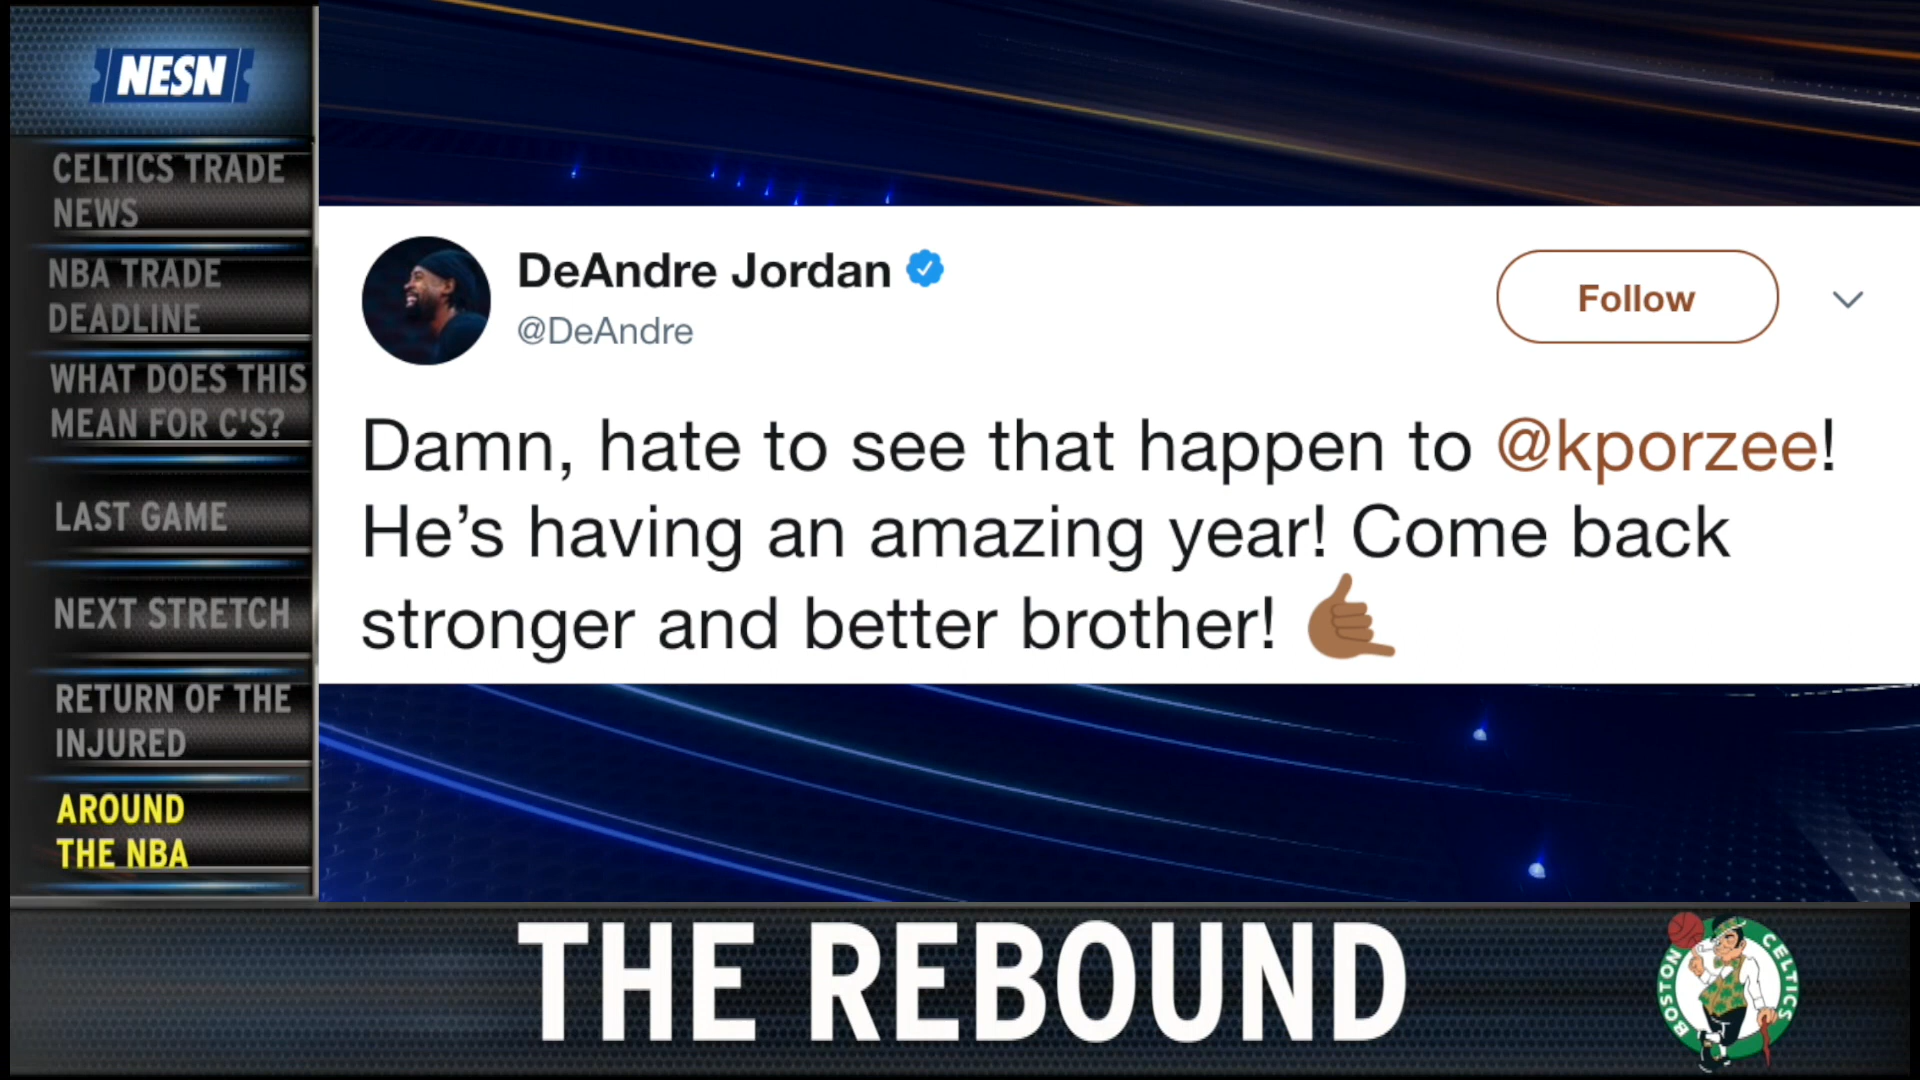 NESN
CELTICS TRADE
NEWS
NBA TRADE
DEADLINE
WHAT DOES THIS
MEAN FOR C'S?
LAST GAME
NEXT STRETCH
RETURN OF THE
INJURED
AROUND
THE NBA
DeAndre Jordan
@DeAndre
Follow
Damn, hate to see that happen to @kporzee!
He’s having an amazing year! Come back
stronger and better brother! 🤙🏾
THE REBOUND
BOSTON CELTICS